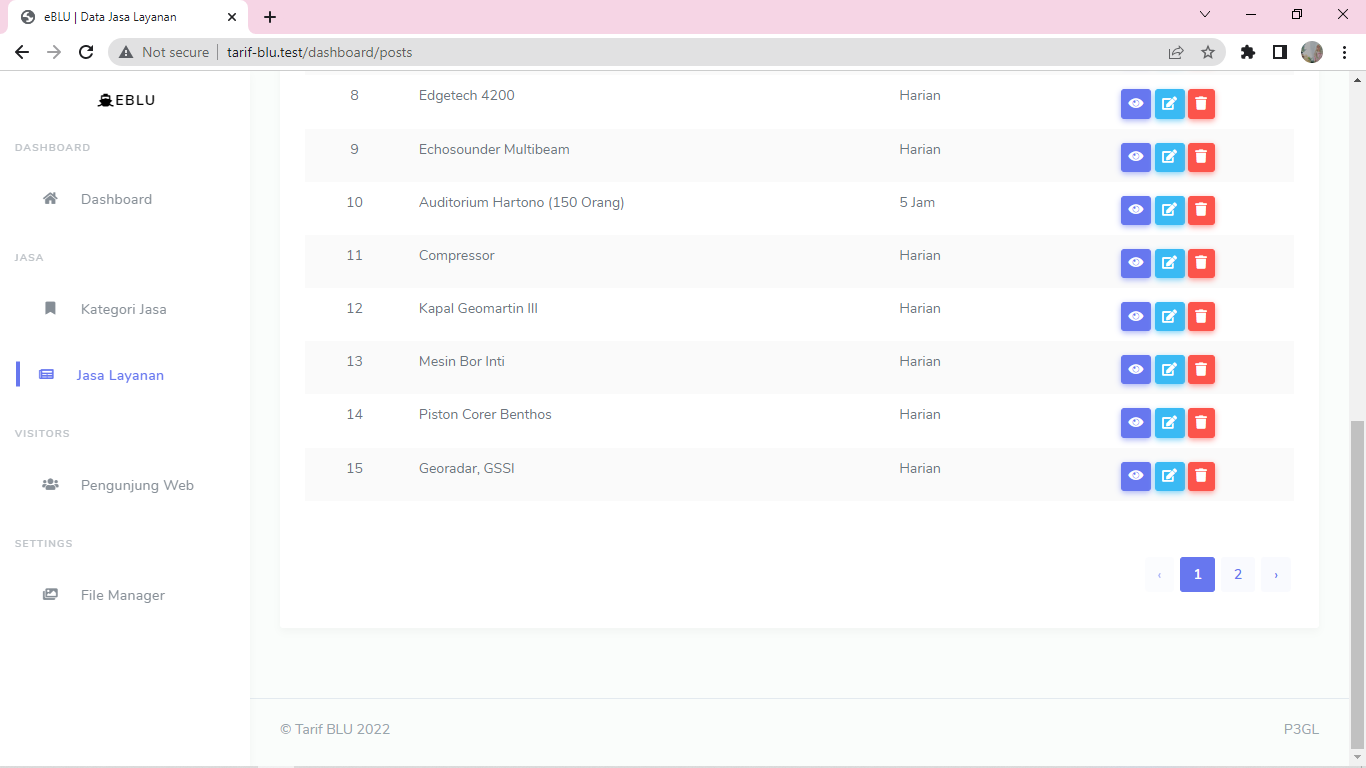 eBLU | Data Jasa Layanan
Not secure
tarif-blu.test/dashboard/posts
EBLU
DASHBOARD
Dashboard
JASA
Kategori Jasa
Jasa Layanan
VISITORS
Pengunjung Web
SETTINGS
File Manager
8 Edgetech 4200 Harian
9 Echosounder Multibeam Harian
10 Auditorium Hartono (150 Orang) 5 Jam
11 Compressor Harian
12 Kapal Geomartin III Harian
13 Mesin Bor Inti Harian
14 Piston Corer Benthos Harian
15 Georadar, GSSI Harian
‹ 1 2 ›
© Tarif BLU 2022
P3GL